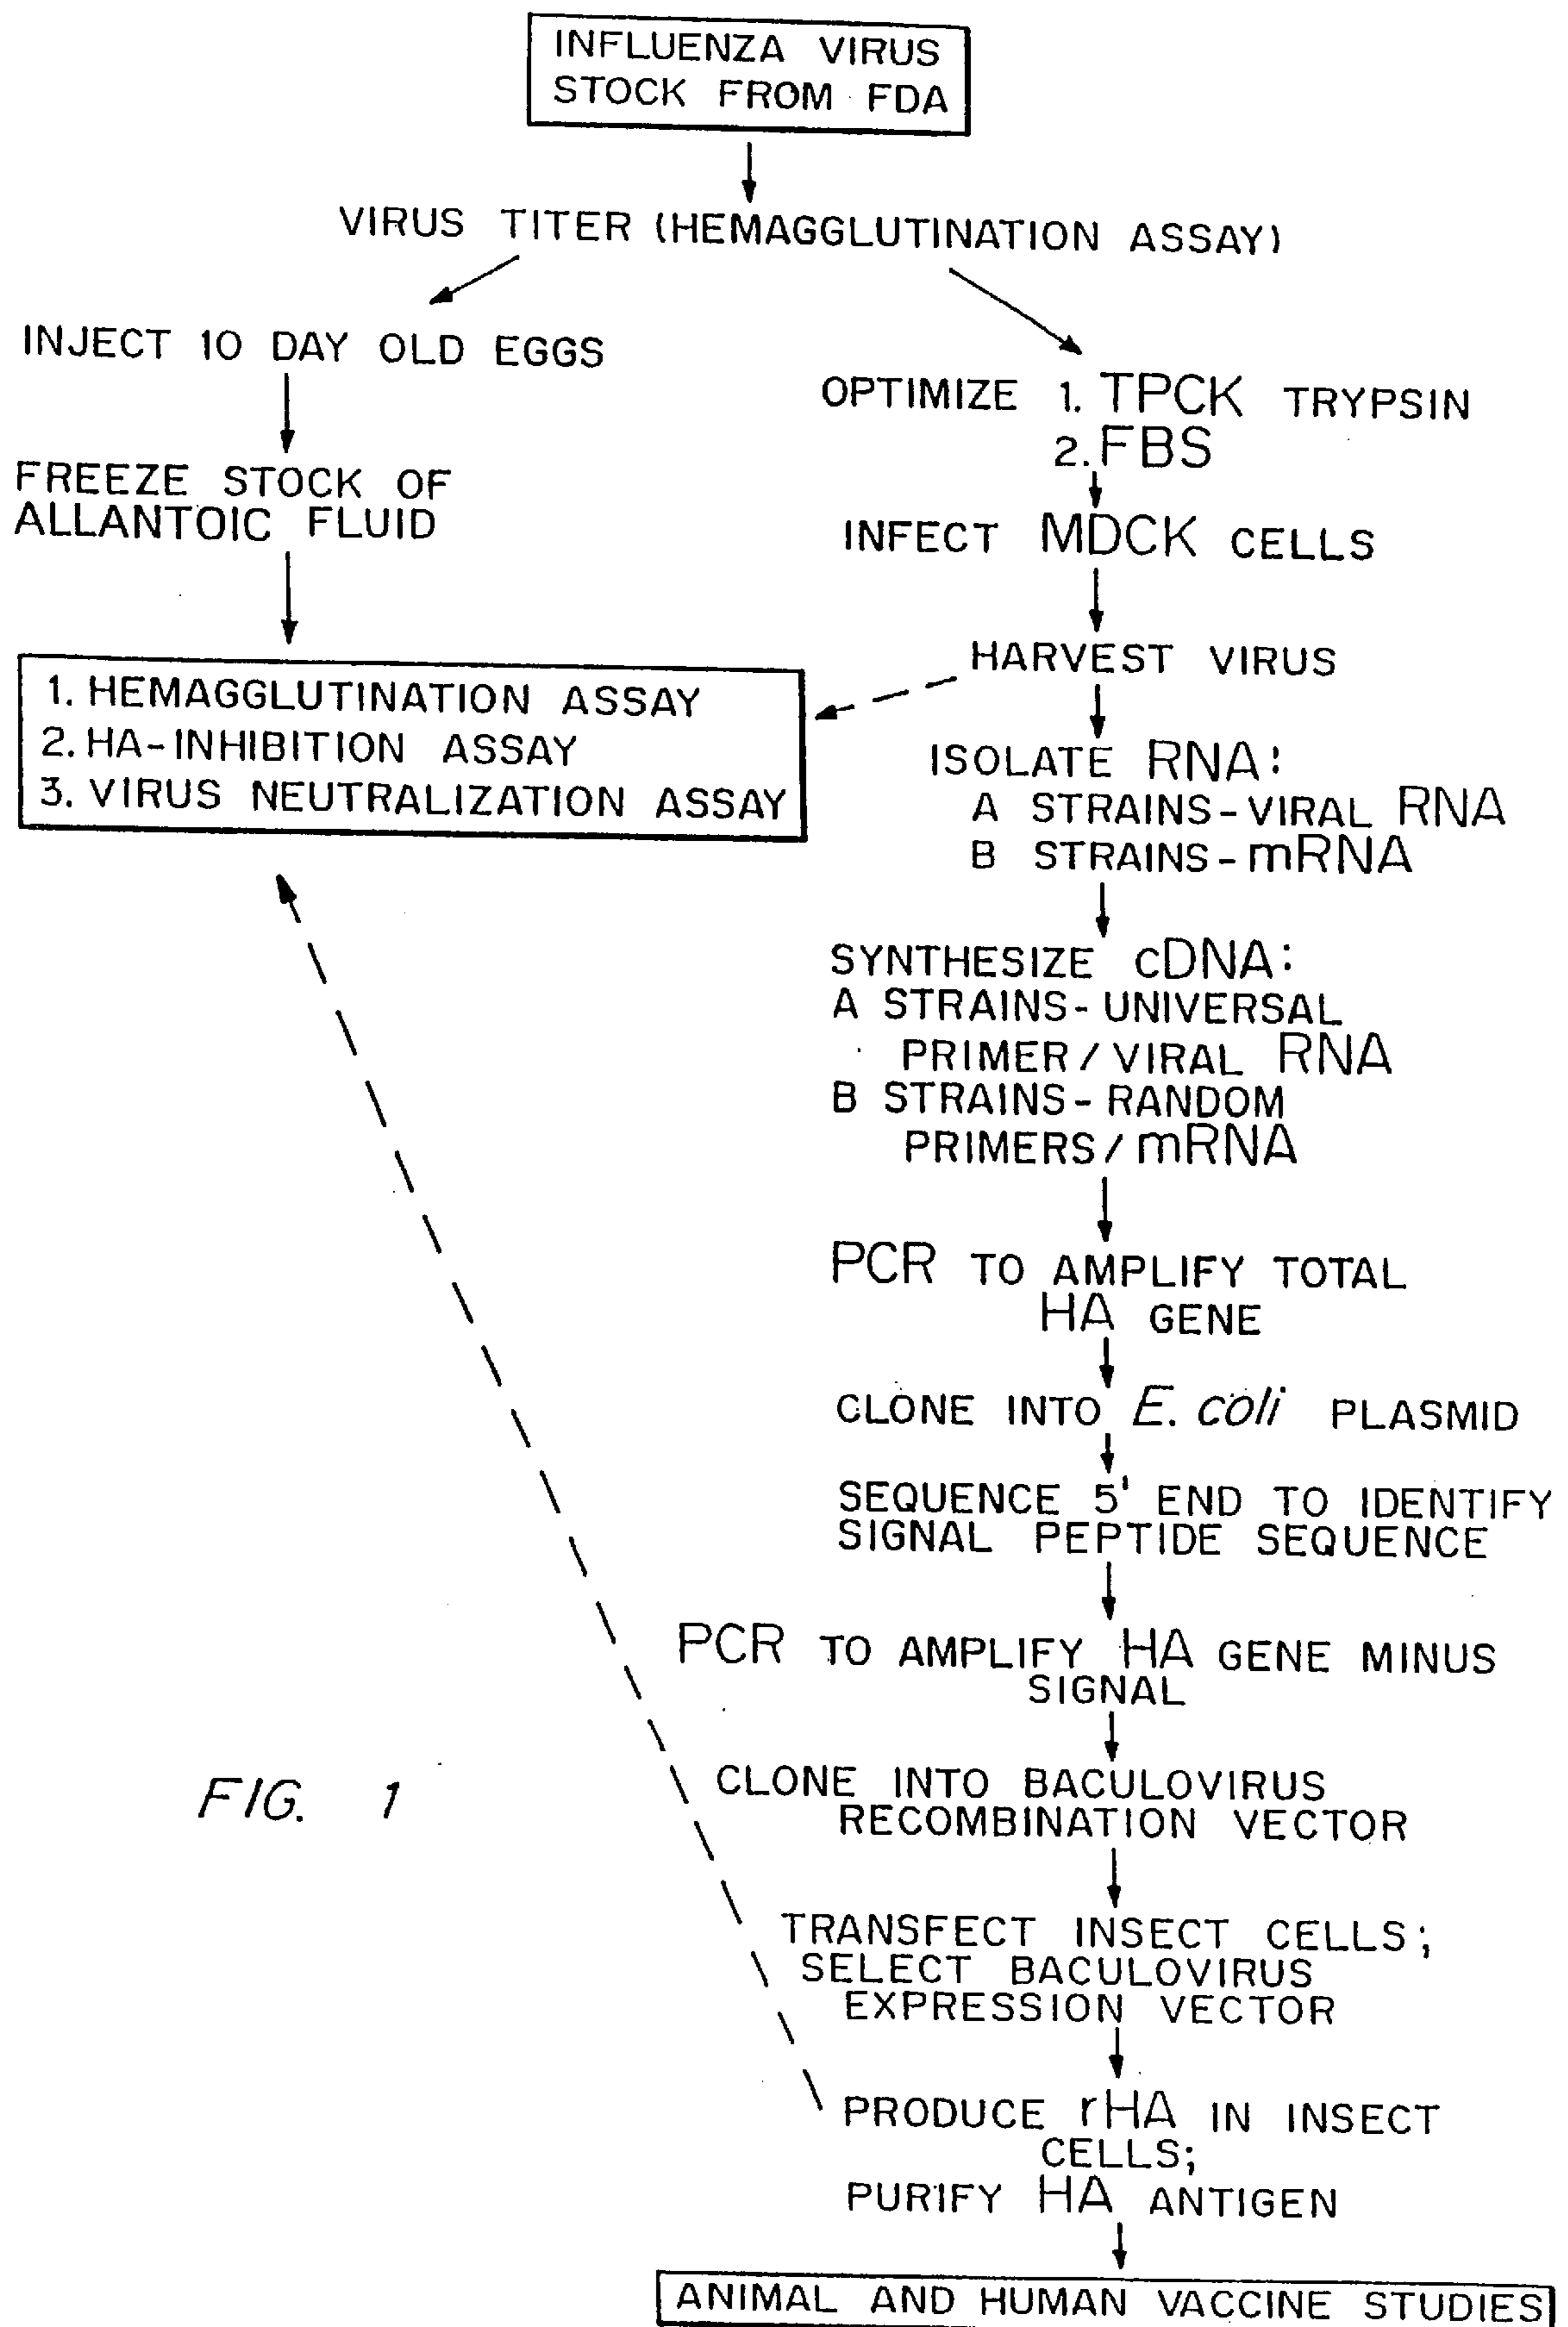 INFLUENZA VIRUS
STOCK FROM FDA
VIRUS TITER (HEMAGGLUTINATION ASSAY)
INJECT 10 DAY OLD EGGS
FREEZE STOCK OF
ALLANTOIC FLUID
1. HEMAGGLUTINATION ASSAY
2. HA-INHIBITION ASSAY
3. VIRUS NEUTRALIZATION ASSAY
OPTIMIZE 1. TPCK TRYPSIN
2. FBS
INFECT MDCK CELLS
HARVEST VIRUS
ISOLATE RNA:
A STRAINS-VIRAL RNA
B STRAINS-mRNA
SYNTHESIZE cDNA:
A STRAINS-UNIVERSAL
PRIMER/VIRAL RNA
B STRAINS-RANDOM
PRIMERS/mRNA
PCR TO AMPLIFY TOTAL
HA GENE
CLONE INTO E. coli PLASMID
SEQUENCE 5' END TO IDENTIFY
SIGNAL PEPTIDE SEQUENCE
PCR TO AMPLIFY HA GENE MINUS
SIGNAL
CLONE INTO BACULOVIRUS
RECOMBINATION VECTOR
TRANSFECT INSECT CELLS;
SELECT BACULOVIRUS
EXPRESSION VECTOR
PRODUCE rHA IN INSECT
CELLS;
PURIFY HA ANTIGEN
ANIMAL AND HUMAN VACCINE STUDIES
FIG. 1